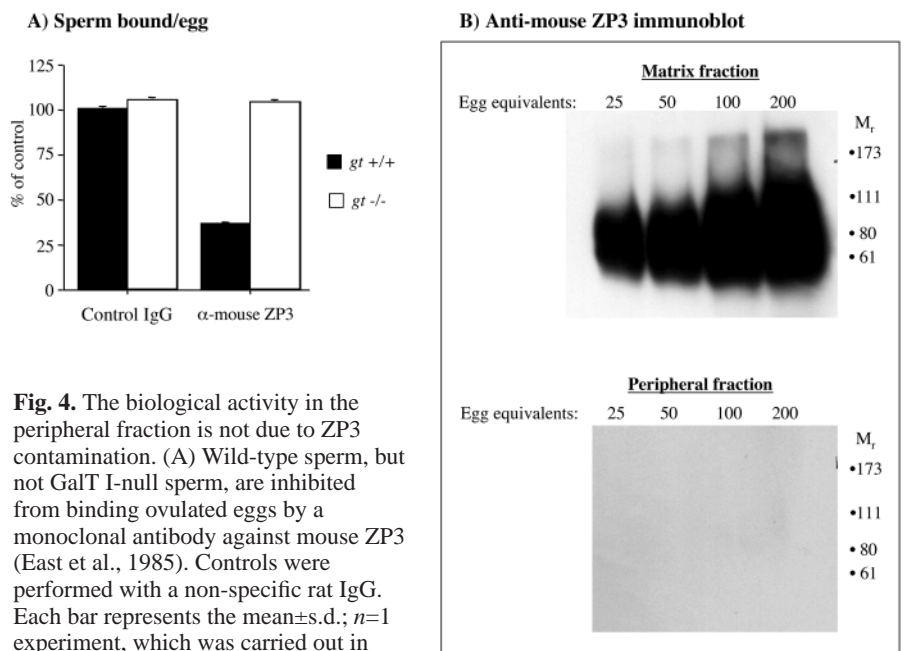 A) Sperm bound/egg
125
100
75
50
25
0
% of control
Control IgG
α-mouse ZP3
gt +/+
gt -/-
Fig. 4. The biological activity in the
peripheral fraction is not due to ZP3
contamination. (A) Wild-type sperm, but
not GalT I-null sperm, are inhibited
from binding ovulated eggs by a
monoclonal antibody against mouse ZP3
(East et al., 1985). Controls were
performed with a non-specific rat IgG.
Each bar represents the mean±s.d.; n=1
experiment, which was carried out in
B) Anti-mouse ZP3 immunoblot
Matrix fraction
Egg equivalents: 25 50 100 200
Mr
•173
•111
• 80
• 61
Peripheral fraction
Egg equivalents: 25 50 100 200
Mr
•173
•111
• 80
• 61